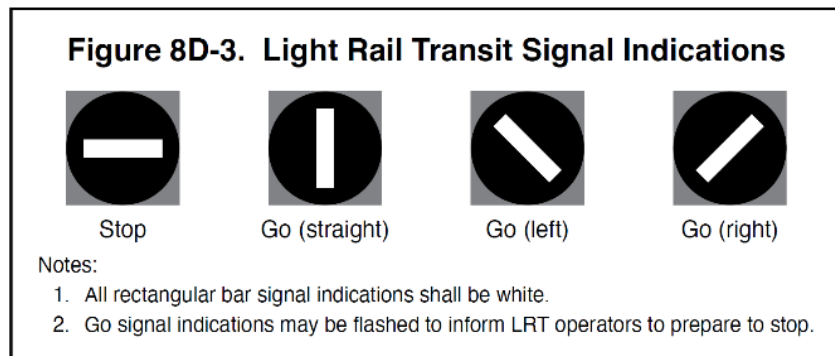 Figure 8D-3. Light Rail Transit Signal Indications
Stop Go (straight) Go (left) Go (right)
Notes:
1. All rectangular bar signal indications shall be white.
2. Go signal indications may be flashed to inform LRT operators to prepare to stop.